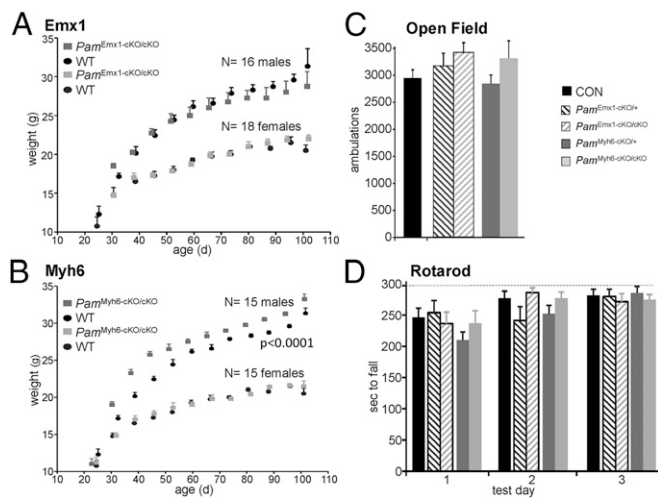 A Emx1
Pam^Emx1-cKO/cKO
WT
Pam^Emx1-cKO/cKO
WT
N= 16 males
N= 18 females
weight (g)
35
30
25
20
15
10
10 20 30 40 50 60 70 80 90 100 110
age (d)
B Myh6
Pam^Myh6-cKO/cKO
WT
Pam^Myh6-cKO/cKO
WT
N= 15 males
p<0.0001
N= 15 females
weight (g)
35
30
25
20
15
10
10 20 30 40 50 60 70 80 90 100 110
age (d)
C Open Field
ambulations
3500
3000
2500
2000
1500
1000
500
0
CON
Pam^Emx1-cKO/+
Pam^Emx1-cKO/cKO
Pam^Myh6-cKO/+
Pam^Myh6-cKO/cKO
D Rotarod
sec to fall
300
250
200
150
100
50
0
1 2 3
test day